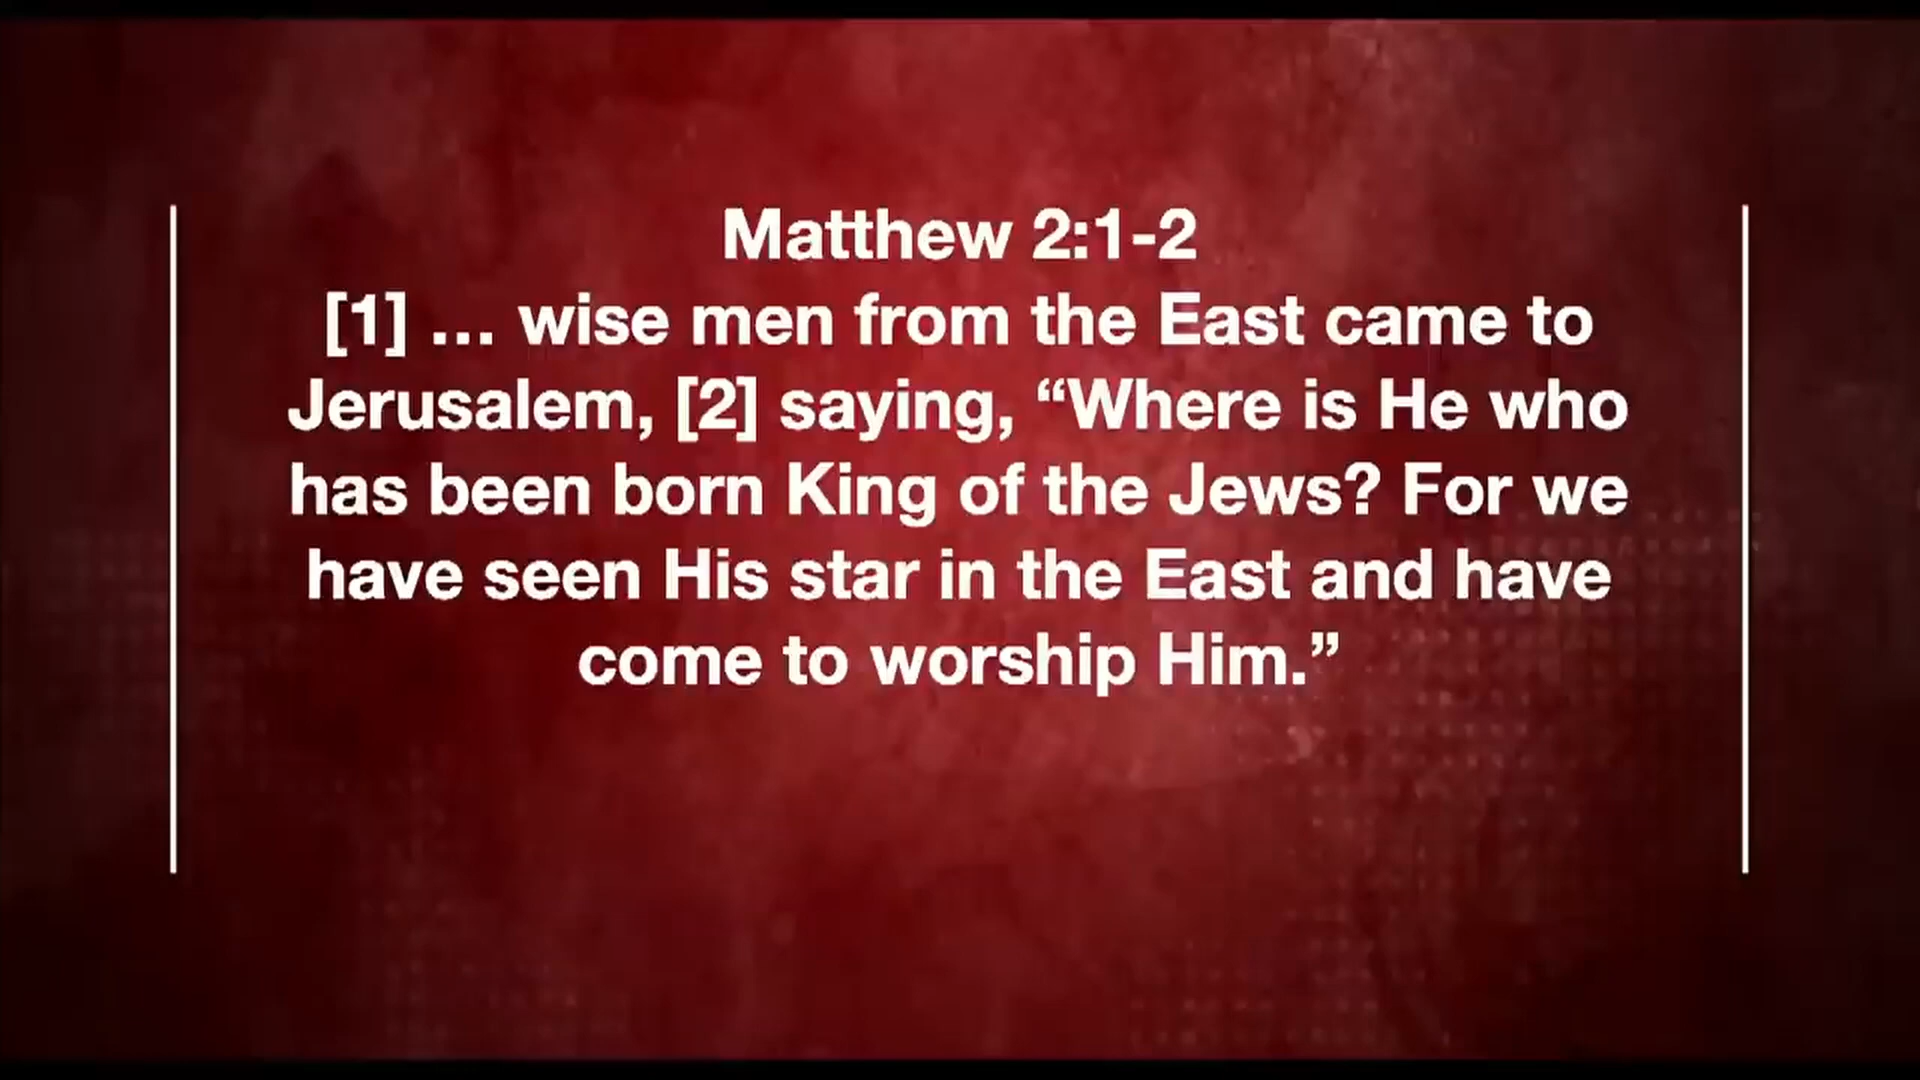 Matthew 2:1-2
[1] … wise men from the East came to
Jerusalem, [2] saying, “Where is He who
has been born King of the Jews? For we
have seen His star in the East and have
come to worship Him.”